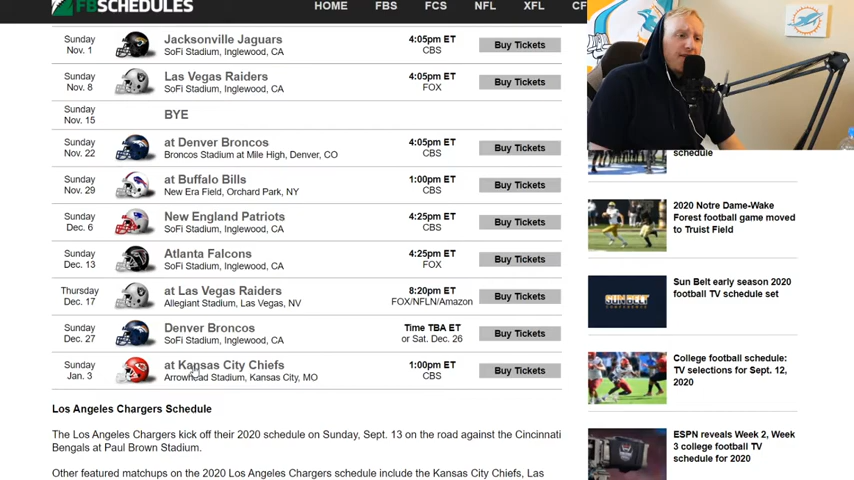 FBSCHEDULES
HOME FBS FCS NFL XFL
Sunday Nov. 1 Jacksonville Jaguars SoFi Stadium, Inglewood, CA 4:05pm ET CBS Buy Tickets
Sunday Nov. 8 Las Vegas Raiders SoFi Stadium, Inglewood, CA 4:05pm ET FOX Buy Tickets
Sunday Nov. 15 BYE
Sunday Nov. 22 at Denver Broncos Broncos Stadium at Mile High, Denver, CO 4:05pm ET CBS Buy Tickets
Sunday Nov. 29 at Buffalo Bills New Era Field, Orchard Park, NY 1:00pm ET CBS Buy Tickets
Sunday Dec. 6 New England Patriots SoFi Stadium, Inglewood, CA 4:25pm ET CBS Buy Tickets
Sunday Dec. 13 Atlanta Falcons SoFi Stadium, Inglewood, CA 4:25pm ET FOX Buy Tickets
Thursday Dec. 17 at Las Vegas Raiders Allegiant Stadium, Las Vegas, NV 8:20pm ET FOX/NFLN/Amazon Buy Tickets
Sunday Dec. 27 Denver Broncos SoFi Stadium, Inglewood, CA Time TBA ET or Sat. Dec. 26 Buy Tickets
Sunday Jan. 3 at Kansas City Chiefs Arrowhead Stadium, Kansas City, MO 1:00pm ET CBS Buy Tickets
Los Angeles Chargers Schedule
The Los Angeles Chargers kick off their 2020 schedule on Sunday, Sept. 13 on the road against the Cincinnati
Bengals at Paul Brown Stadium.
Other featured matchups on the 2020 Los Angeles Chargers schedule include the Kansas City Chiefs, Las
schedule
2020 Notre Dame-Wake
Forest football game moved
to Truist Field
Sun Belt early season 2020
football TV schedule set
SUN BELT
College football schedule:
TV selections for Sept. 12,
2020
ESPN reveals Week 2, Week
3 college football TV
schedule for 2020